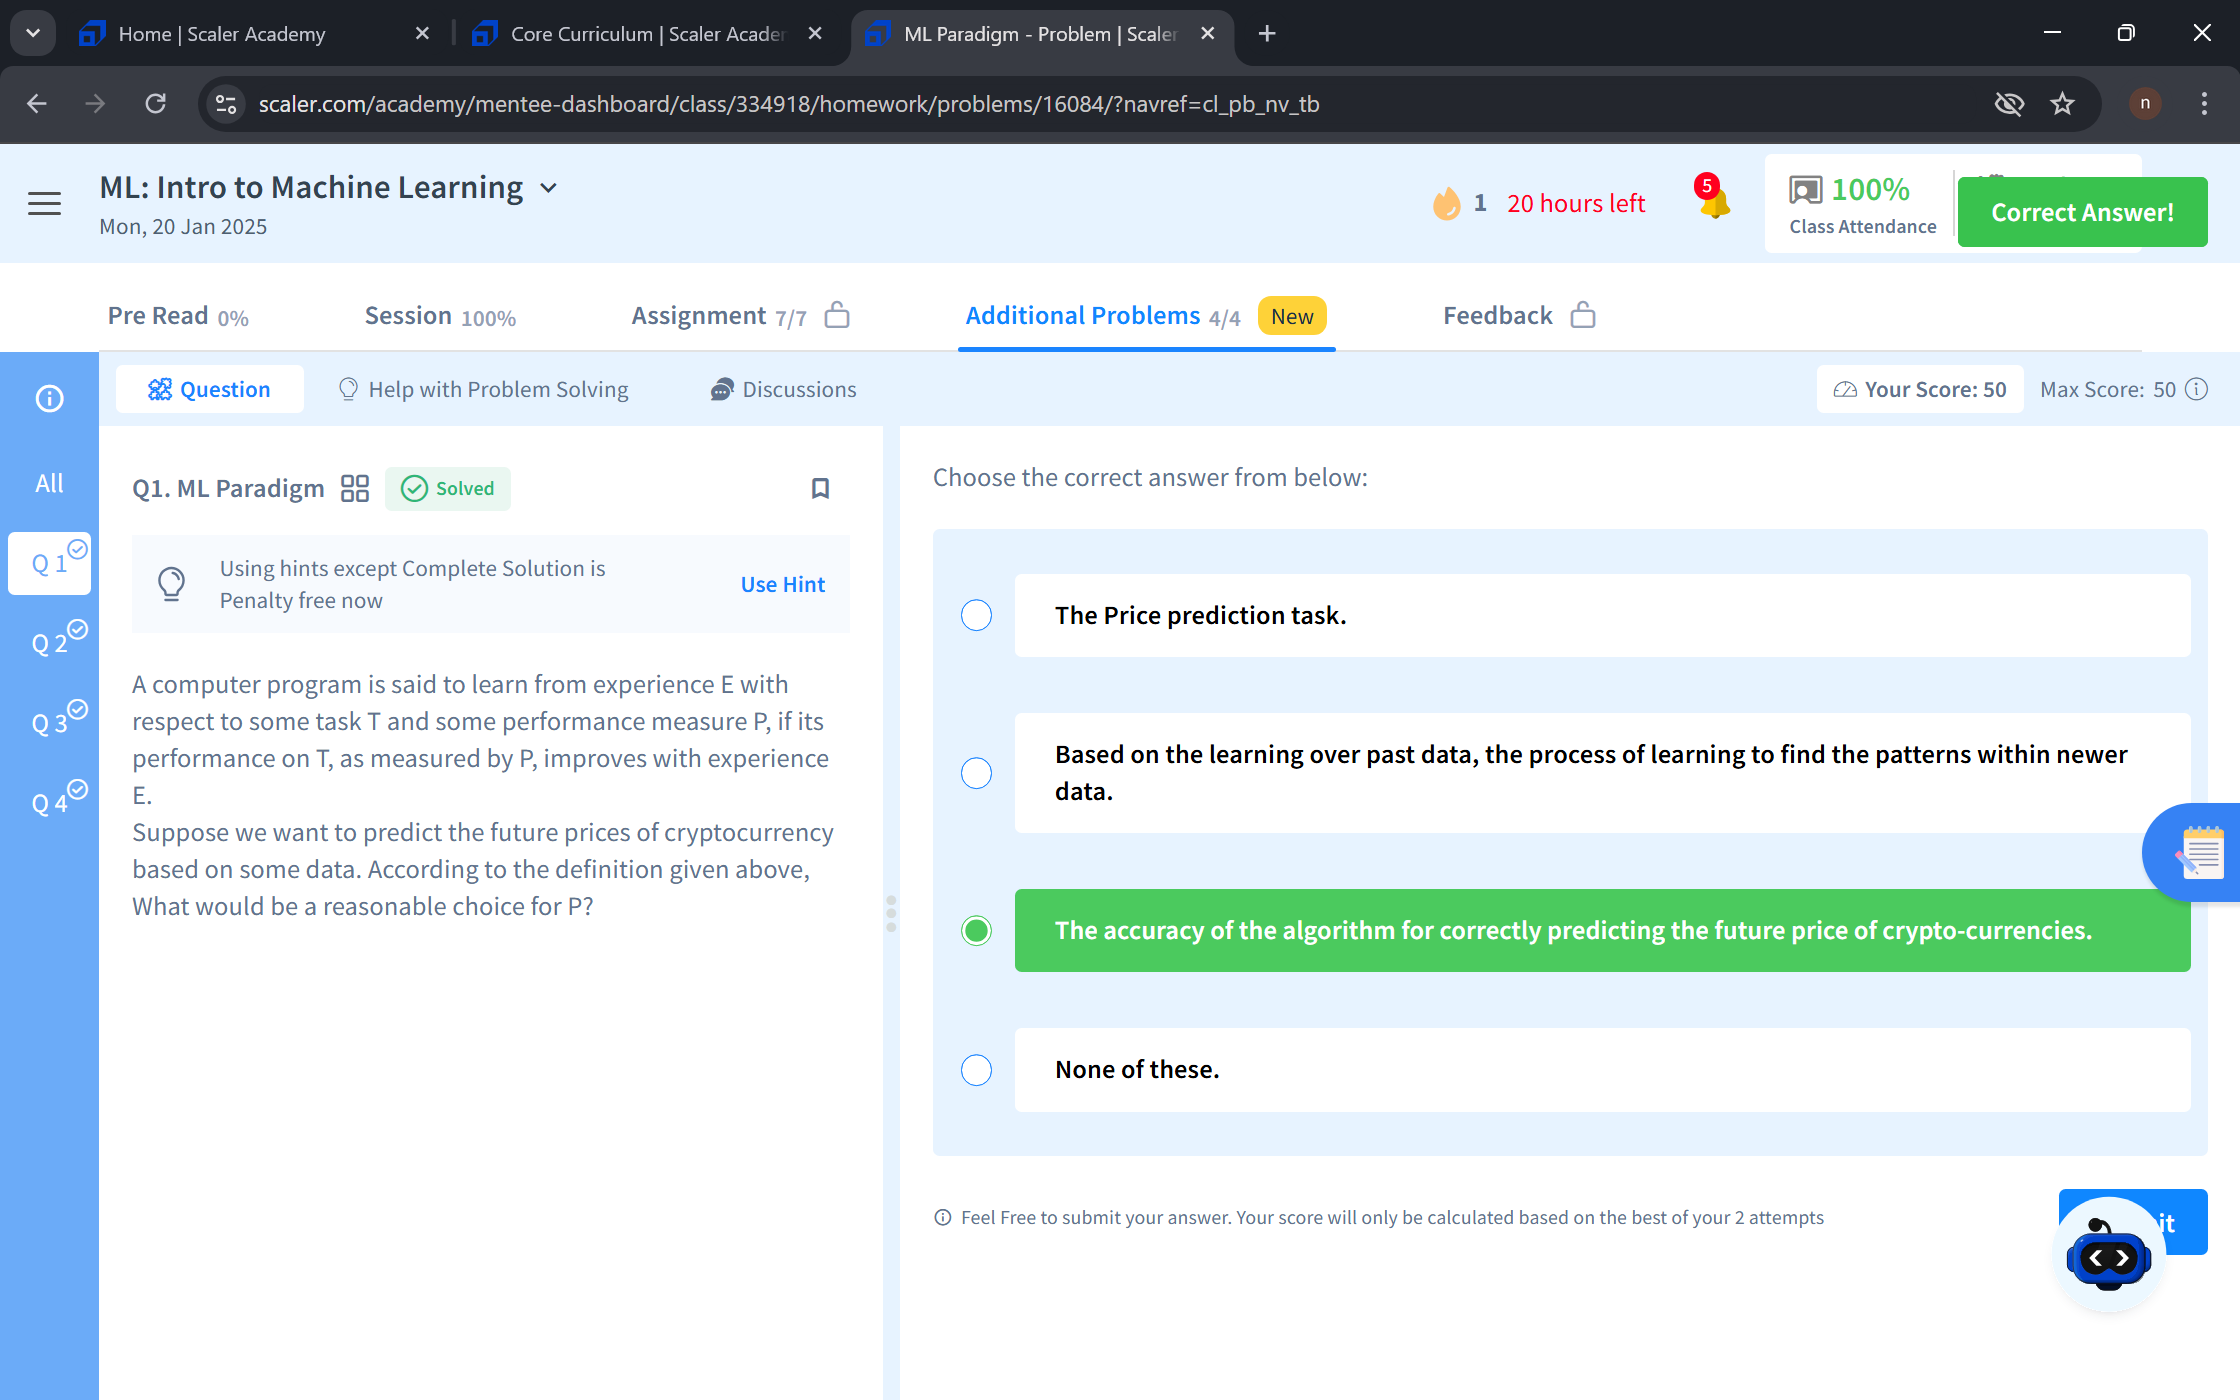 Home | Scaler Academy
Core Curriculum | Scaler Acade
ML Paradigm - Problem | Scaler
scaler.com/academy/mentee-dashboard/class/334918/homework/problems/16084/?navref=cl_pb_nv_tb
n
ML: Intro to Machine Learning
Mon, 20 Jan 2025
1
20 hours left
5
100%
Class Attendance
Correct Answer!
Pre Read 0%
Session 100%
Assignment 7/7
Additional Problems 4/4
New
Feedback
Question
Help with Problem Solving
Discussions
Your Score: 50
Max Score: 50
All
Q 1
Q 2
Q 3
Q 4
Q1. ML Paradigm
Solved
Using hints except Complete Solution is
Penalty free now
Use Hint
A computer program is said to learn from experience E with
respect to some task T and some performance measure P, if its
performance on T, as measured by P, improves with experience
E.
Suppose we want to predict the future prices of cryptocurrency
based on some data. According to the definition given above,
What would be a reasonable choice for P?
Choose the correct answer from below:
The Price prediction task.
Based on the learning over past data, the process of learning to find the patterns within newer
data.
The accuracy of the algorithm for correctly predicting the future price of crypto-currencies.
None of these.
Feel Free to submit your answer. Your score will only be calculated based on the best of your 2 attempts
it